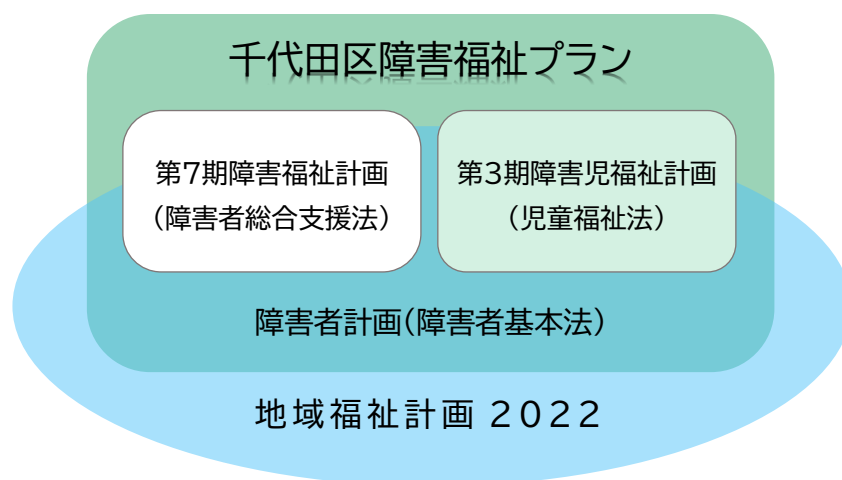 千代田区障害福祉プラン
第7期障害福祉計画
（障害者総合支援法）
第3期障害児福祉計画
（児童福祉法）
障害者計画（障害者基本法）
地域福祉計画 2022